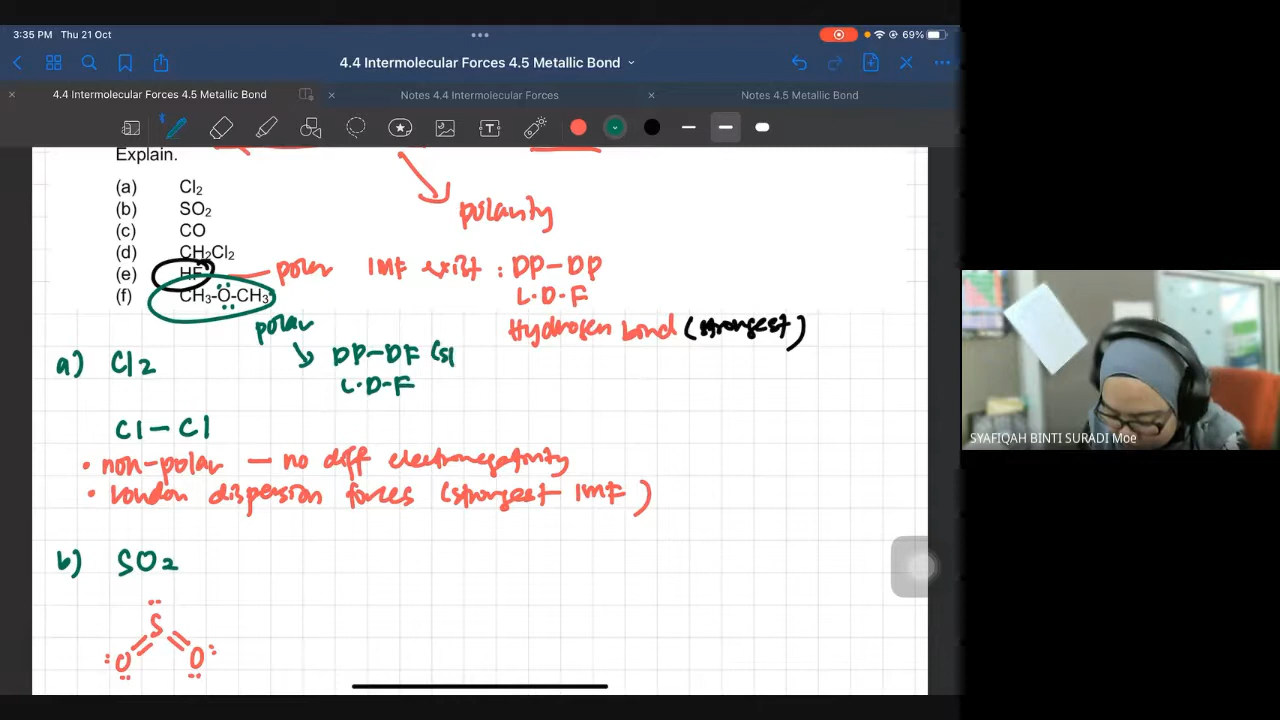 3:35 PM Thu 21 Oct
69%
4.4 Intermolecular Forces 4.5 Metallic Bond
4.4 Intermolecular Forces 4.5 Metallic Bond
Notes 4.4 Intermolecular Forces
Notes 4.5 Metallic Bond
Explain.
(a) Cl₂
(b) SO₂
polarity
(c) CO
(d) CH₂Cl₂
(e) HF polar IMF exist : DP-DP
(f) CH₃-O-CH₃ L.D.F
polar Hydrogen bond (strongest)
DP-DF (s
a) Cl₂
L.D-F
Cl-Cl
• non-polar — no diff electronegativity
• London dispersion forces (strongest IMF)
b) SO₂
S
O O
SYAFIQAH BINTI SURADI Moe